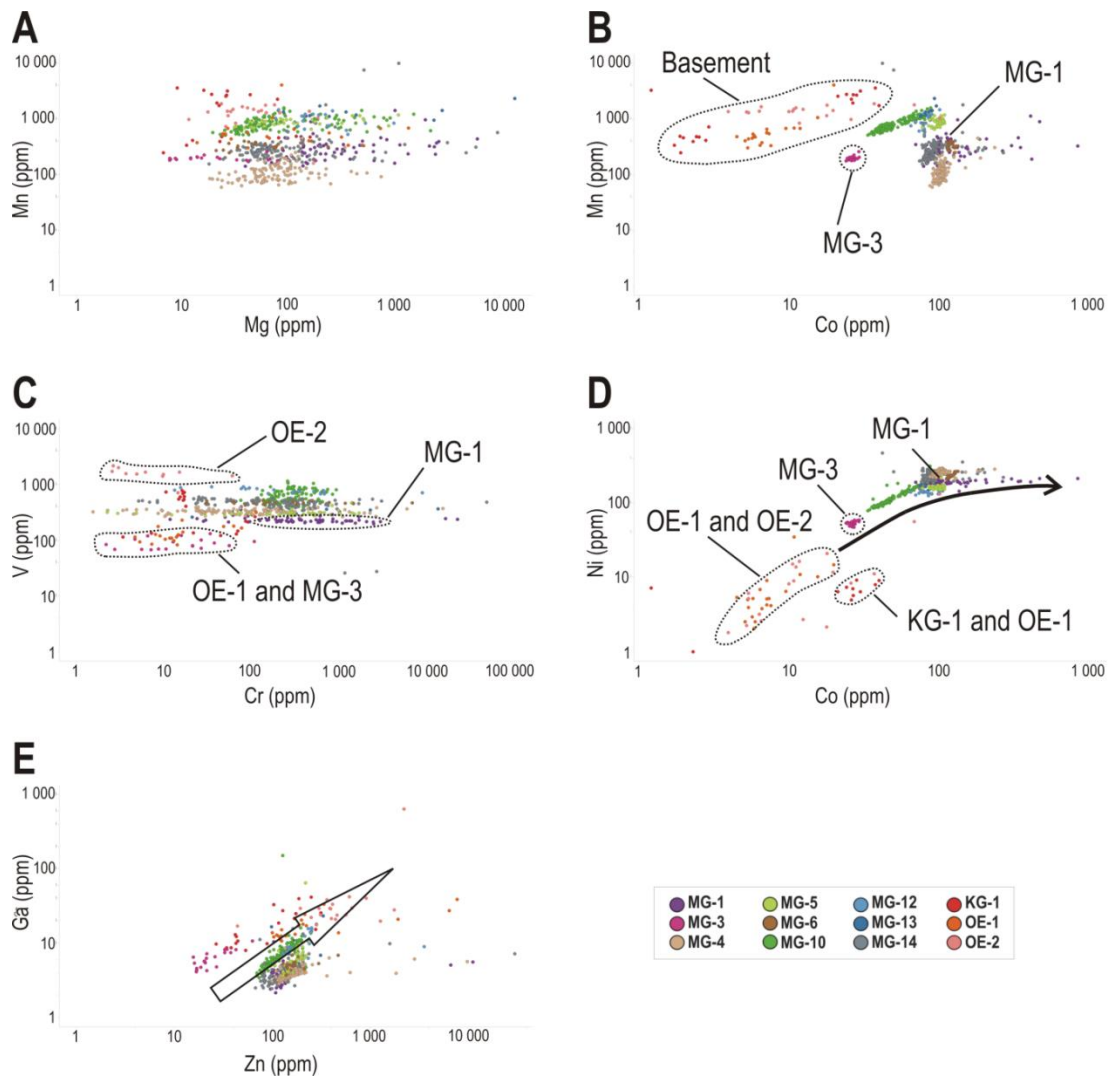 A
10 000
1 000
100
10
1
Mn (ppm)
1 10 100 1 000 10 000
Mg (ppm)
B
10 000
1 000
100
10
1
Mn (ppm)
Basement
MG-1
MG-3
1 10 100 1 000
Co (ppm)
C
10 000
1 000
100
10
1
V (ppm)
OE-2
MG-1
OE-1 and MG-3
1 10 100 1 000 10 000 100 000
Cr (ppm)
D
1 000
100
10
1
Ni (ppm)
MG-1
MG-3
OE-1 and OE-2
KG-1 and OE-1
1 10 100 1 000
Co (ppm)
E
1 000
100
10
1
Ga (ppm)
1 10 100 1 000 10 000
Zn (ppm)
MG-1 MG-5 MG-12 KG-1
MG-3 MG-6 MG-13 OE-1
MG-4 MG-10 MG-14 OE-2